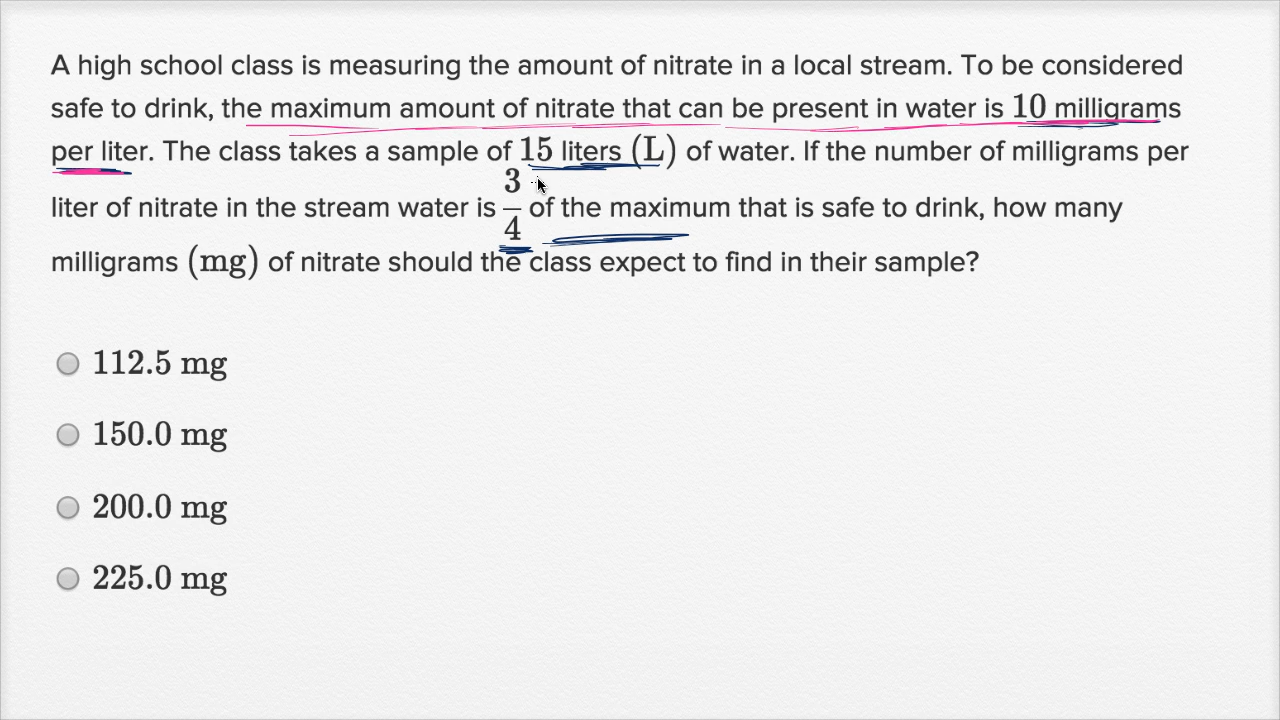 A high school class is measuring the amount of nitrate in a local stream. To be considered
safe to drink, the maximum amount of nitrate that can be present in water is 10 milligrams
per liter. The class takes a sample of 15 liters (L) of water. If the number of milligrams per
liter of nitrate in the stream water is 3/4 of the maximum that is safe to drink, how many
milligrams (mg) of nitrate should the class expect to find in their sample?
112.5 mg
150.0 mg
200.0 mg
225.0 mg